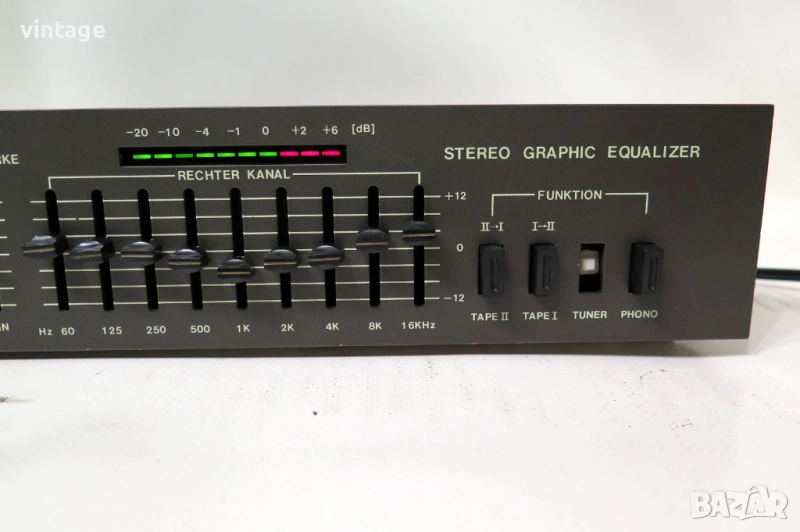 izida
vintage
-20 -10 -4 -1 0 +2 +6 [dB]
RKE
STEREO GRAPHIC EQUALIZER
RECHTER KANAL
+12
0
-12
FUNKTION
II→I I→II
TAPE II TAPE I TUNER PHONO
Hz 60 125 250 500 1K 2K 4K 8K 16KHz
BAZAR